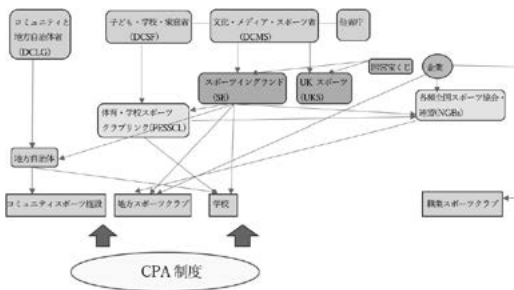 コミュニティと
地方自治体省
(DCLG)
子ども・学校・家庭省
(DCSF)
文化・メディア・スポーツ省
(DCMS)
スポーツイングランド
(SE)
UK スポーツ
(UKS)
国営宝くじ
企業
体育・学校スポーツ
クラブリンク(PESSCL)
各種全国スポーツ協会・
連盟(NGBs)
地方自治体
コミュニティスポーツ施設
地方スポーツクラブ
学校
職業スポーツクラブ
CPA 制度